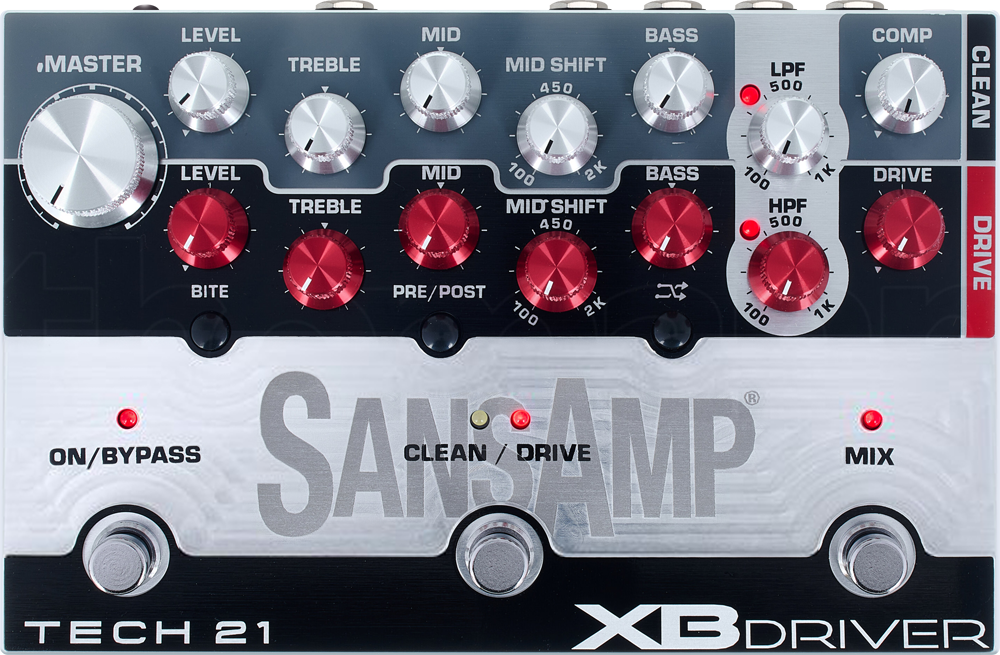 LEVEL
MID
BASS
COMP
CLEAN
MASTER
TREBLE
MID SHIFT
LPF
450
500
100
2K
100
1K
LEVEL
MID
BASS
DRIVE
TREBLE
MID SHIFT
HPF
450
500
DRIVE
BITE
PRE/POST
100
2K
100
1K
SANSAMP®
ON/BYPASS
CLEAN / DRIVE
MIX
TECH 21
XB DRIVER